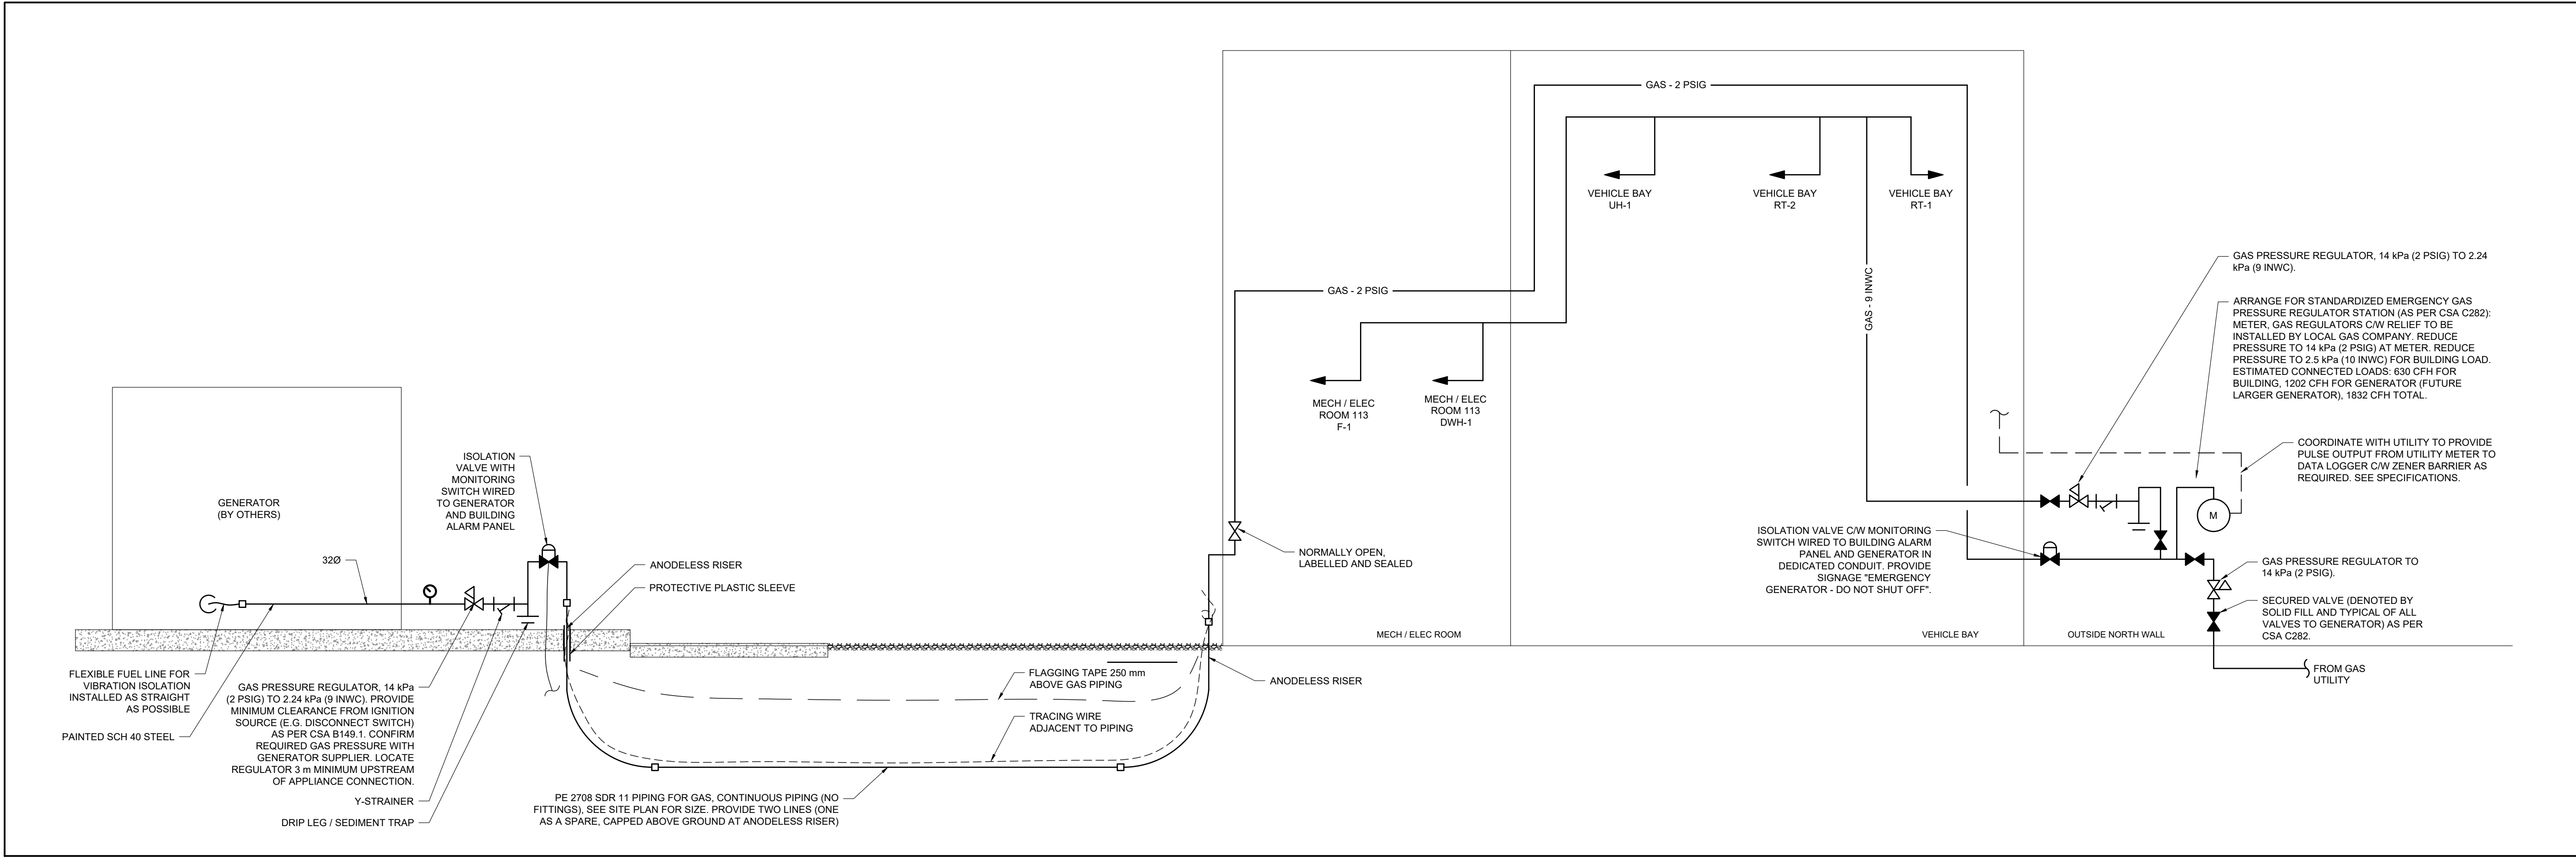 GAS - 2 PSIG
VEHICLE BAY
UH-1
VEHICLE BAY
RT-2
VEHICLE BAY
RT-1
GAS - 2 PSIG
GAS - 9 INWC
MECH / ELEC
ROOM 113
F-1
MECH / ELEC
ROOM 113
DWH-1
GAS PRESSURE REGULATOR, 14 kPa (2 PSIG) TO 2.24
kPa (9 INWC).
ARRANGE FOR STANDARDIZED EMERGENCY GAS
PRESSURE REGULATOR STATION (AS PER CSA C282):
METER, GAS REGULATORS C/W RELIEF TO BE
INSTALLED BY LOCAL GAS COMPANY. REDUCE
PRESSURE TO 14 kPa (2 PSIG) AT METER. REDUCE
PRESSURE TO 2.5 kPa (10 INWC) FOR BUILDING LOAD.
ESTIMATED CONNECTED LOADS: 630 CFH FOR
BUILDING, 1202 CFH FOR GENERATOR (FUTURE
LARGER GENERATOR), 1832 CFH TOTAL.
COORDINATE WITH UTILITY TO PROVIDE
PULSE OUTPUT FROM UTILITY METER TO
DATA LOGGER C/W ZENER BARRIER AS
REQUIRED. SEE SPECIFICATIONS.
M
GENERATOR
(BY OTHERS)
ISOLATION
VALVE WITH
MONITORING
SWITCH WIRED
TO GENERATOR
AND BUILDING
ALARM PANEL
32Ø
ANODELESS RISER
PROTECTIVE PLASTIC SLEEVE
NORMALLY OPEN,
LABELLED AND SEALED
ISOLATION VALVE C/W MONITORING
SWITCH WIRED TO BUILDING ALARM
PANEL AND GENERATOR IN
DEDICATED CONDUIT. PROVIDE
SIGNAGE "EMERGENCY
GENERATOR - DO NOT SHUT OFF".
GAS PRESSURE REGULATOR TO
14 kPa (2 PSIG).
SECURED VALVE (DENOTED BY
SOLID FILL AND TYPICAL OF ALL
VALVES TO GENERATOR) AS PER
CSA C282.
MECH / ELEC ROOM
VEHICLE BAY
OUTSIDE NORTH WALL
FROM GAS
UTILITY
FLEXIBLE FUEL LINE FOR
VIBRATION ISOLATION
INSTALLED AS STRAIGHT
AS POSSIBLE
PAINTED SCH 40 STEEL
GAS PRESSURE REGULATOR, 14 kPa
(2 PSIG) TO 2.24 kPa (9 INWC). PROVIDE
MINIMUM CLEARANCE FROM IGNITION
SOURCE (E.G. DISCONNECT SWITCH)
AS PER CSA B149.1. CONFIRM
REQUIRED GAS PRESSURE WITH
GENERATOR SUPPLIER. LOCATE
REGULATOR 3 m MINIMUM UPSTREAM
OF APPLIANCE CONNECTION.
Y-STRAINER
DRIP LEG / SEDIMENT TRAP
FLAGGING TAPE 250 mm
ABOVE GAS PIPING
TRACING WIRE
ADJACENT TO PIPING
ANODELESS RISER
PE 2708 SDR 11 PIPING FOR GAS, CONTINUOUS PIPING (NO
FITTINGS), SEE SITE PLAN FOR SIZE. PROVIDE TWO LINES (ONE
AS A SPARE, CAPPED ABOVE GROUND AT ANODELESS RISER)